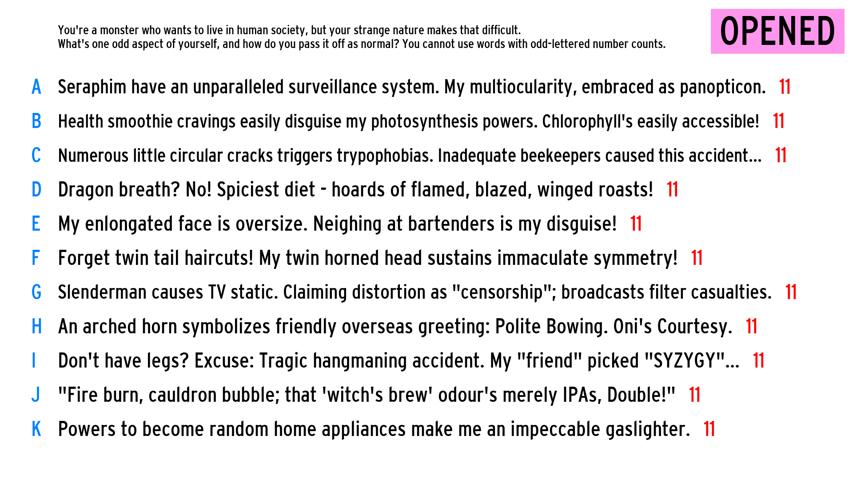 You're a monster who wants to live in human society, but your strange nature makes that difficult.
What's one odd aspect of yourself, and how do you pass it off as normal? You cannot use words with odd-lettered number counts.
OPENED
A Seraphim have an unparalleled surveillance system. My multiocularity, embraced as panopticon. 11
B Health smoothie cravings easily disguise my photosynthesis powers. Chlorophyll's easily accessible! 11
C Numerous little circular cracks triggers trypophobias. Inadequate beekeepers caused this accident... 11
D Dragon breath? No! Spiciest diet - hoards of flamed, blazed, winged roasts! 11
E My enlongated face is oversize. Neighing at bartenders is my disguise! 11
F Forget twin tail haircuts! My twin horned head sustains immaculate symmetry! 11
G Slenderman causes TV static. Claiming distortion as "censorship"; broadcasts filter casualties. 11
H An arched horn symbolizes friendly overseas greeting: Polite Bowing. Oni's Courtesy. 11
I Don't have legs? Excuse: Tragic hangmaning accident. My "friend" picked "SYZYGY"... 11
J "Fire burn, cauldron bubble; that 'witch's brew' odour's merely IPAs, Double!" 11
K Powers to become random home appliances make me an impeccable gaslighter. 11